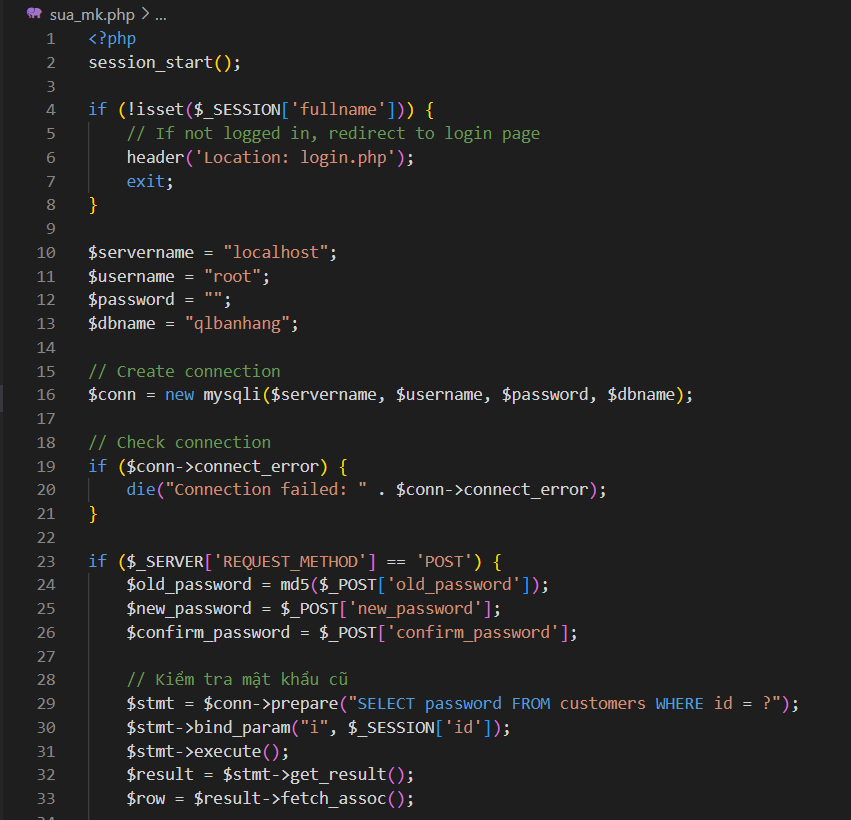 sua_mk.php > ...
1 <?php
2 session_start();
3
4 if (!isset($_SESSION['fullname'])) {
5     // If not logged in, redirect to login page
6     header('Location: login.php');
7     exit;
8 }
9
10 $servername = "localhost";
11 $username = "root";
12 $password = "";
13 $dbname = "qlbanhang";
14
15 // Create connection
16 $conn = new mysqli($servername, $username, $password, $dbname);
17
18 // Check connection
19 if ($conn->connect_error) {
20     die("Connection failed: " . $conn->connect_error);
21 }
22
23 if ($_SERVER['REQUEST_METHOD'] == 'POST') {
24     $old_password = md5($_POST['old_password']);
25     $new_password = $_POST['new_password'];
26     $confirm_password = $_POST['confirm_password'];
27
28     // Kiểm tra mật khẩu cũ
29     $stmt = $conn->prepare("SELECT password FROM customers WHERE id = ?");
30     $stmt->bind_param("i", $_SESSION['id']);
31     $stmt->execute();
32     $result = $stmt->get_result();
33     $row = $result->fetch_assoc();